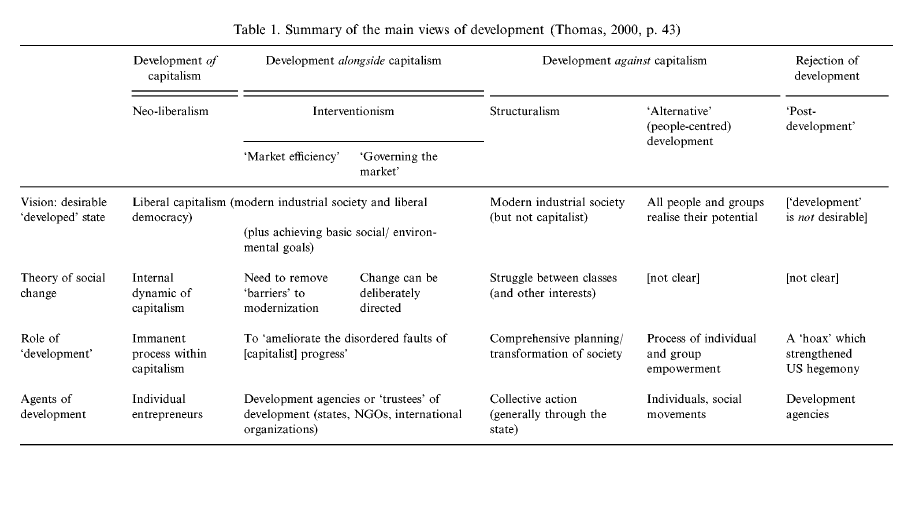 Table 1. Summary of the main views of development (Thomas, 2000, p. 43)
Development of capitalism
Development alongside capitalism
Development against capitalism
Rejection of development
Neo-liberalism
Interventionism
Structuralism
‘Alternative’ (people-centred) development
‘Post-development’
‘Market efficiency’
‘Governing the market’
Vision: desirable ‘developed’ state
Liberal capitalism (modern industrial society and liberal democracy)
(plus achieving basic social/ environ-
mental goals)
Modern industrial society (but not capitalist)
All people and groups realise their potential
[‘development’ is not desirable]
Theory of social change
Internal dynamic of capitalism
Need to remove ‘barriers’ to modernization
Change can be deliberately directed
Struggle between classes (and other interests)
[not clear]
[not clear]
Role of ‘development’
Immanent process within capitalism
To ‘ameliorate the disordered faults of [capitalist] progress’
Comprehensive planning/ transformation of society
Process of individual and group empowerment
A ‘hoax’ which strengthened US hegemony
Agents of development
Individual entrepreneurs
Development agencies or ‘trustees’ of development (states, NGOs, international organizations)
Collective action (generally through the state)
Individuals, social movements
Development agencies